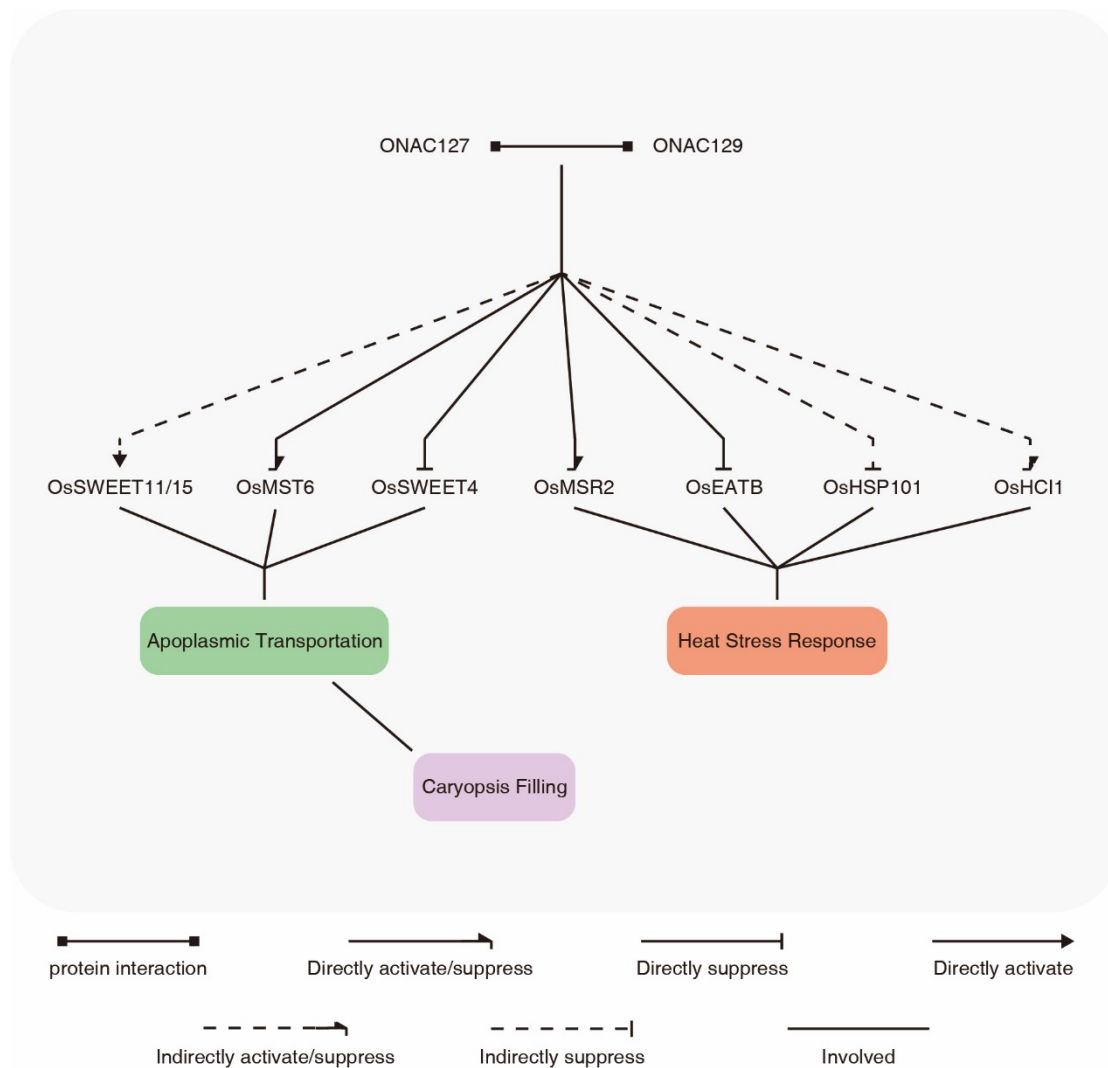 ONAC127 ONAC129
OsSWEET11/15 OsMST6 OsSWEET4 OsMSR2 OsEATB OsHSP101 OsHCI1
Apoplasmic Transportation Heat Stress Response
Caryopsis Filling
protein interaction Directly activate/suppress Directly suppress Directly activate
Indirectly activate/suppress Indirectly suppress Involved